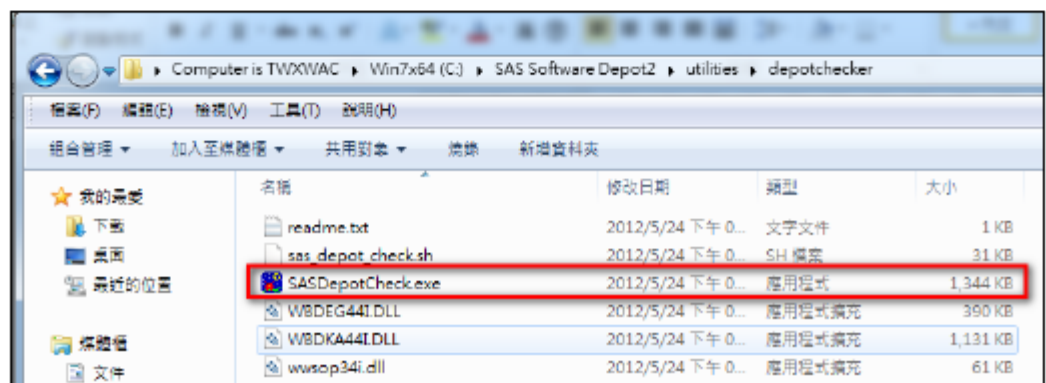 Computer is TWXWAC ▸ Win7x64 (C:) ▸ SAS Software Depot2 ▸ utilities ▸ depotchecker
檔案(F) 編輯(E) 檢視(V) 工具(T) 說明(H)
組合管理 ▾ 加入至媒體櫃 ▾ 共用對象 ▾ 燒錄 新增資料夾
我的最愛
下載
桌面
最近的位置
媒體櫃
文件
名稱 修改日期 類型 大小
readme.txt 2012/5/24 下午 0... 文字文件 1 KB
sas_depot_check.sh 2012/5/24 下午 0... SH 檔案 31 KB
SASDepotCheck.exe 2012/5/24 下午 0... 應用程式 1,344 KB
WBDEG44I.DLL 2012/5/24 下午 0... 應用程式擴充 390 KB
WBDKA44I.DLL 2012/5/24 下午 0... 應用程式擴充 1,131 KB
wwsop34i.dll 2012/5/24 下午 0... 應用程式擴充 61 KB